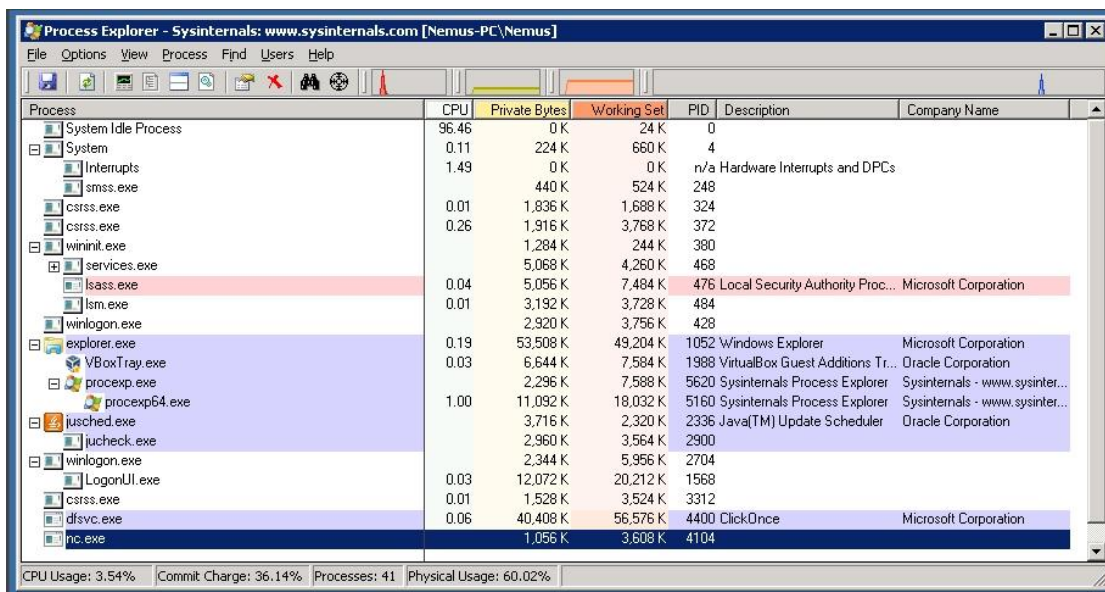 Process Explorer - Sysinternals: www.sysinternals.com [Nemus-PC\Nemus]
File Options View Process Find Users Help
Process CPU Private Bytes Working Set PID Description Company Name
System Idle Process 96.46 0 K 24 K 0
System 0.11 224 K 660 K 4
Interrupts 1.49 0 K 0 K n/a Hardware Interrupts and DPCs
smss.exe 440 K 524 K 248
csrss.exe 0.01 1,836 K 1,688 K 324
csrss.exe 0.26 1,916 K 3,768 K 372
wininit.exe 1,284 K 244 K 380
services.exe 5,068 K 4,260 K 468
lsass.exe 0.04 5,056 K 7,484 K 476 Local Security Authority Proc... Microsoft Corporation
lsm.exe 0.01 3,192 K 3,728 K 484
winlogon.exe 2,920 K 3,756 K 428
explorer.exe 0.19 53,508 K 49,204 K 1052 Windows Explorer Microsoft Corporation
VBoxTray.exe 0.03 6,644 K 7,584 K 1988 VirtualBox Guest Additions Tr... Oracle Corporation
procexp.exe 2,296 K 7,588 K 5620 Sysinternals Process Explorer Sysinternals - www.sysinter...
procexp64.exe 1.00 11,092 K 18,032 K 5160 Sysinternals Process Explorer Sysinternals - www.sysinter...
jusched.exe 3,716 K 2,320 K 2336 Java(TM) Update Scheduler Oracle Corporation
jucheck.exe 2,960 K 3,564 K 2900
winlogon.exe 2,344 K 5,956 K 2704
LogonUI.exe 0.03 12,072 K 20,212 K 1568
csrss.exe 0.01 1,528 K 3,524 K 3312
dfsvc.exe 0.06 40,408 K 56,576 K 4400 ClickOnce Microsoft Corporation
nc.exe 1,056 K 3,608 K 4104
CPU Usage: 3.54% Commit Charge: 36.14% Processes: 41 Physical Usage: 60.02%